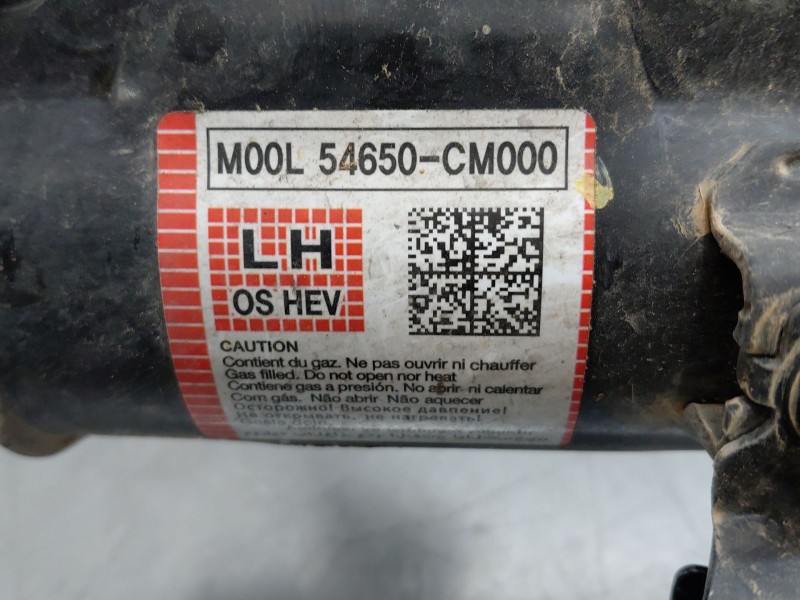 M00L 54650-CM000
LH
OS HEV
CAUTION
Contient du gaz. Ne pas ouvrir ni chauffer
Gas filled. Do not open nor heat
Contiene gas a presión. No abrir ni calentar
Com gás. Não abrir Não aquecer
Осторожно! Высокое давление!
Не открывать, не нагревать!